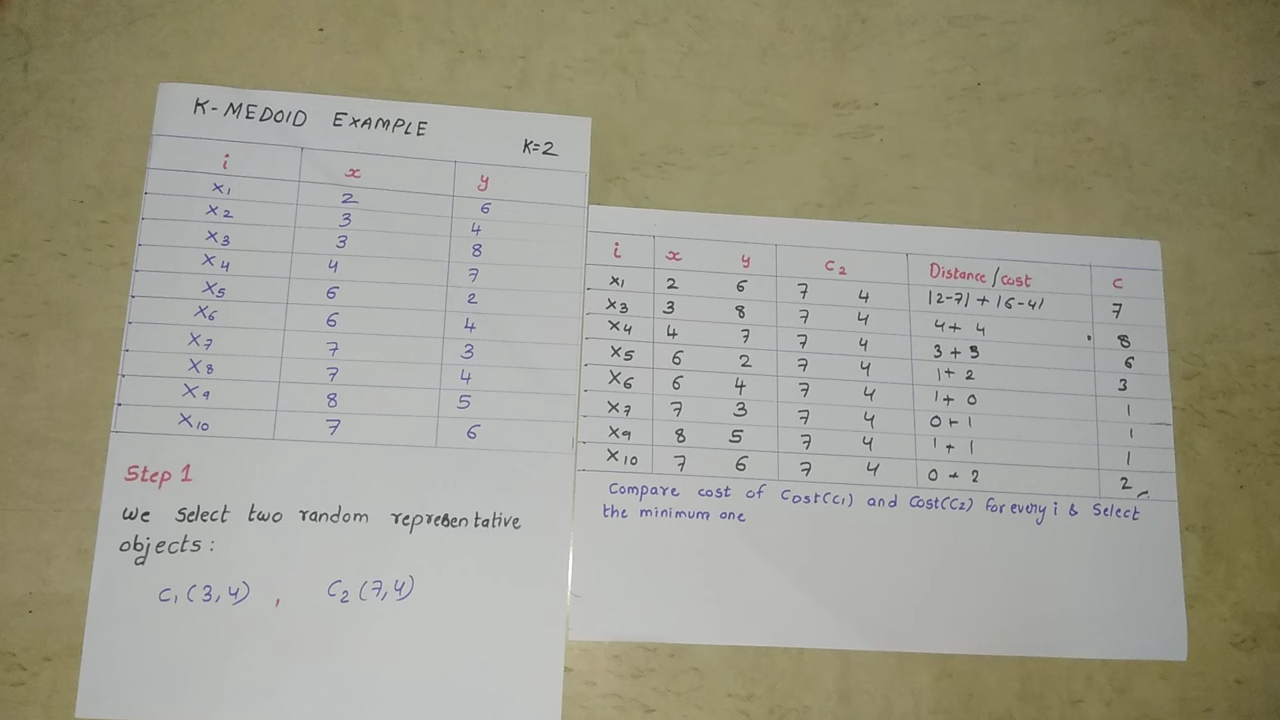 K-MEDOID EXAMPLE
K=2
i x y
X1 2 6
X2 3 4
X3 3 8
X4 4 7
X5 6 2
X6 6 4
X7 7 3
X8 7 4
X9 8 5
X10 7 6
Step 1
we select two random representative
objects:
C1(3,4) , C2(7,4)
i x y C2 Distance/cost C
X1 2 6 7 4 |2-7|+|6-4| 7
X3 3 8 7 4 4+4 8
X4 4 7 7 4 3+3 6
X5 6 2 7 4 1+2 3
X6 6 4 7 4 1+0 1
X7 7 3 7 4 0+1 1
X9 8 5 7 4 1+1 1
X10 7 6 7 4 0+2 2
Compare cost of Cost(C1) and Cost(C2) for every i & Select
the minimum one